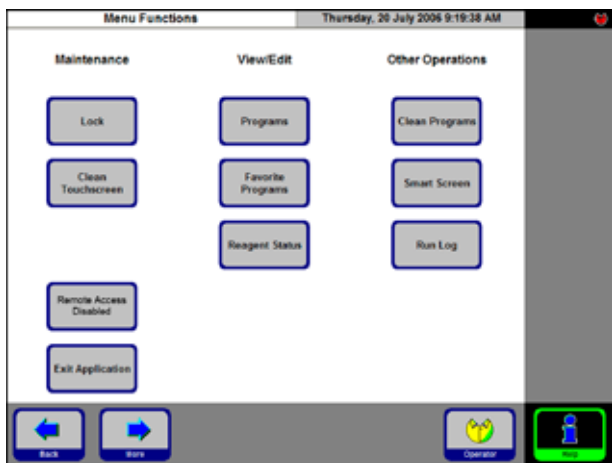 Menu Functions
Thursday, 20 July 2006 9:19:38 AM
Maintenance
View/Edit
Other Operations
Lock
Programs
Clean Programs
Clean
Touchscreen
Favorite
Programs
Smart Screen
Reagent Status
Run Log
Remote Access
Disabled
Exit Application
Back
More
Operator
Help